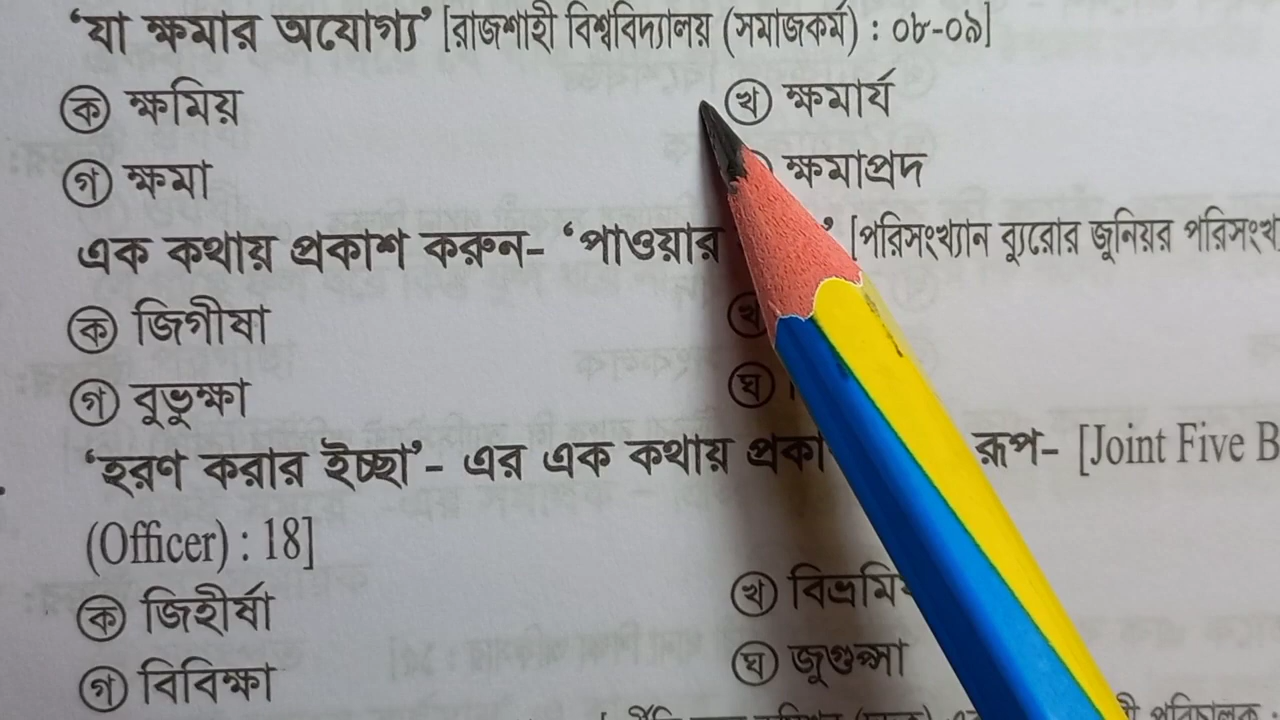 ‘যা ক্ষমার অযোগ্য’ [রাজশাহী বিশ্ববিদ্যালয় (সমাজকর্ম) : ০৮-০৯]
ক ক্ষমিয় খ ক্ষমার্য
গ ক্ষমা ক্ষমাপ্রদ
এক কথায় প্রকাশ করুন- ‘পাওয়ার ’ [পরিসংখ্যান ব্যুরোর জুনিয়র পরিসংখ
ক জিগীষা খ
গ বুভুক্ষা ঘ
‘হরণ করার ইচ্ছা’- এর এক কথায় প্রকা রূপ- [Joint Five B
(Officer) : 18]
ক জিহীর্ষা খ বিভ্রমি
গ বিবিক্ষা ঘ জুগুপ্সা